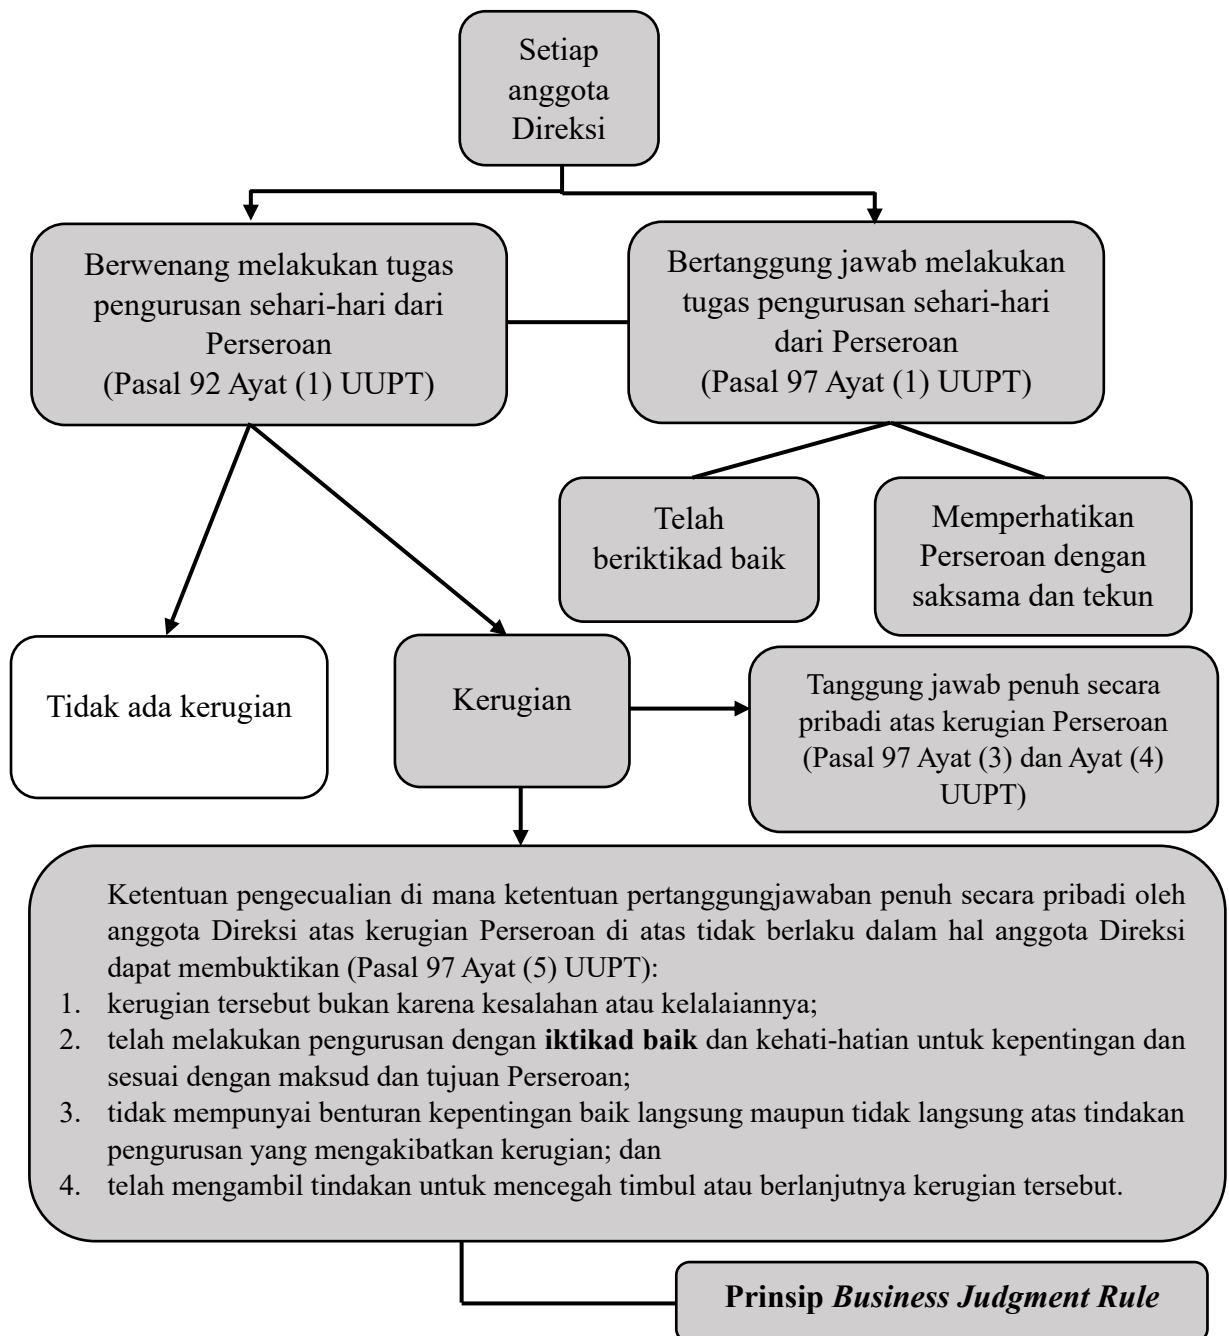 Setiap
anggota
Direksi
Berwenang melakukan tugas
pengurusan sehari-hari dari
Perseroan
(Pasal 92 Ayat (1) UUPT)
Bertanggung jawab melakukan
tugas pengurusan sehari-hari
dari Perseroan
(Pasal 97 Ayat (1) UUPT)
Telah
beriktikad baik
Memperhatikan
Perseroan dengan
saksama dan tekun
Tidak ada kerugian
Kerugian
Tanggung jawab penuh secara
pribadi atas kerugian Perseroan
(Pasal 97 Ayat (3) dan Ayat (4)
UUPT)
Ketentuan pengecualian di mana ketentuan pertanggungjawaban penuh secara pribadi oleh
anggota Direksi atas kerugian Perseroan di atas tidak berlaku dalam hal anggota Direksi
dapat membuktikan (Pasal 97 Ayat (5) UUPT):
1. kerugian tersebut bukan karena kesalahan atau kelalaiannya;
2. telah melakukan pengurusan dengan iktikad baik dan kehati-hatian untuk kepentingan dan
sesuai dengan maksud dan tujuan Perseroan;
3. tidak mempunyai benturan kepentingan baik langsung maupun tidak langsung atas tindakan
pengurusan yang mengakibatkan kerugian; dan
4. telah mengambil tindakan untuk mencegah timbul atau berlanjutnya kerugian tersebut.
Prinsip Business Judgment Rule